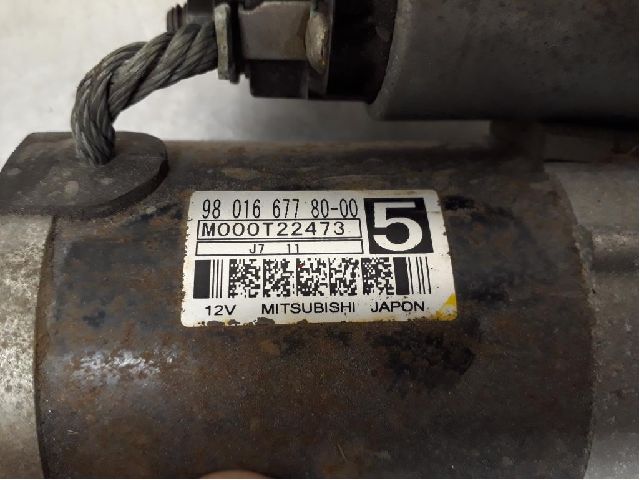 98 016 677 80-00
M000T22473
5
J7 11
12V MITSUBISHI JAPON